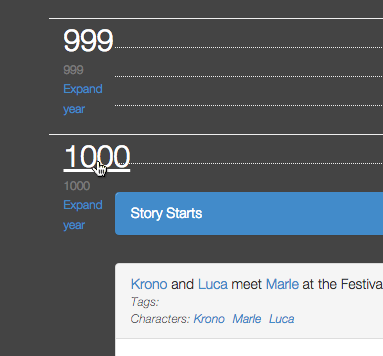 999
999
Expand
year
1000
1000
Expand
year
Story Starts
Krono and Luca meet Marle at the Festiva
Tags:
Characters: Krono Marle Luca